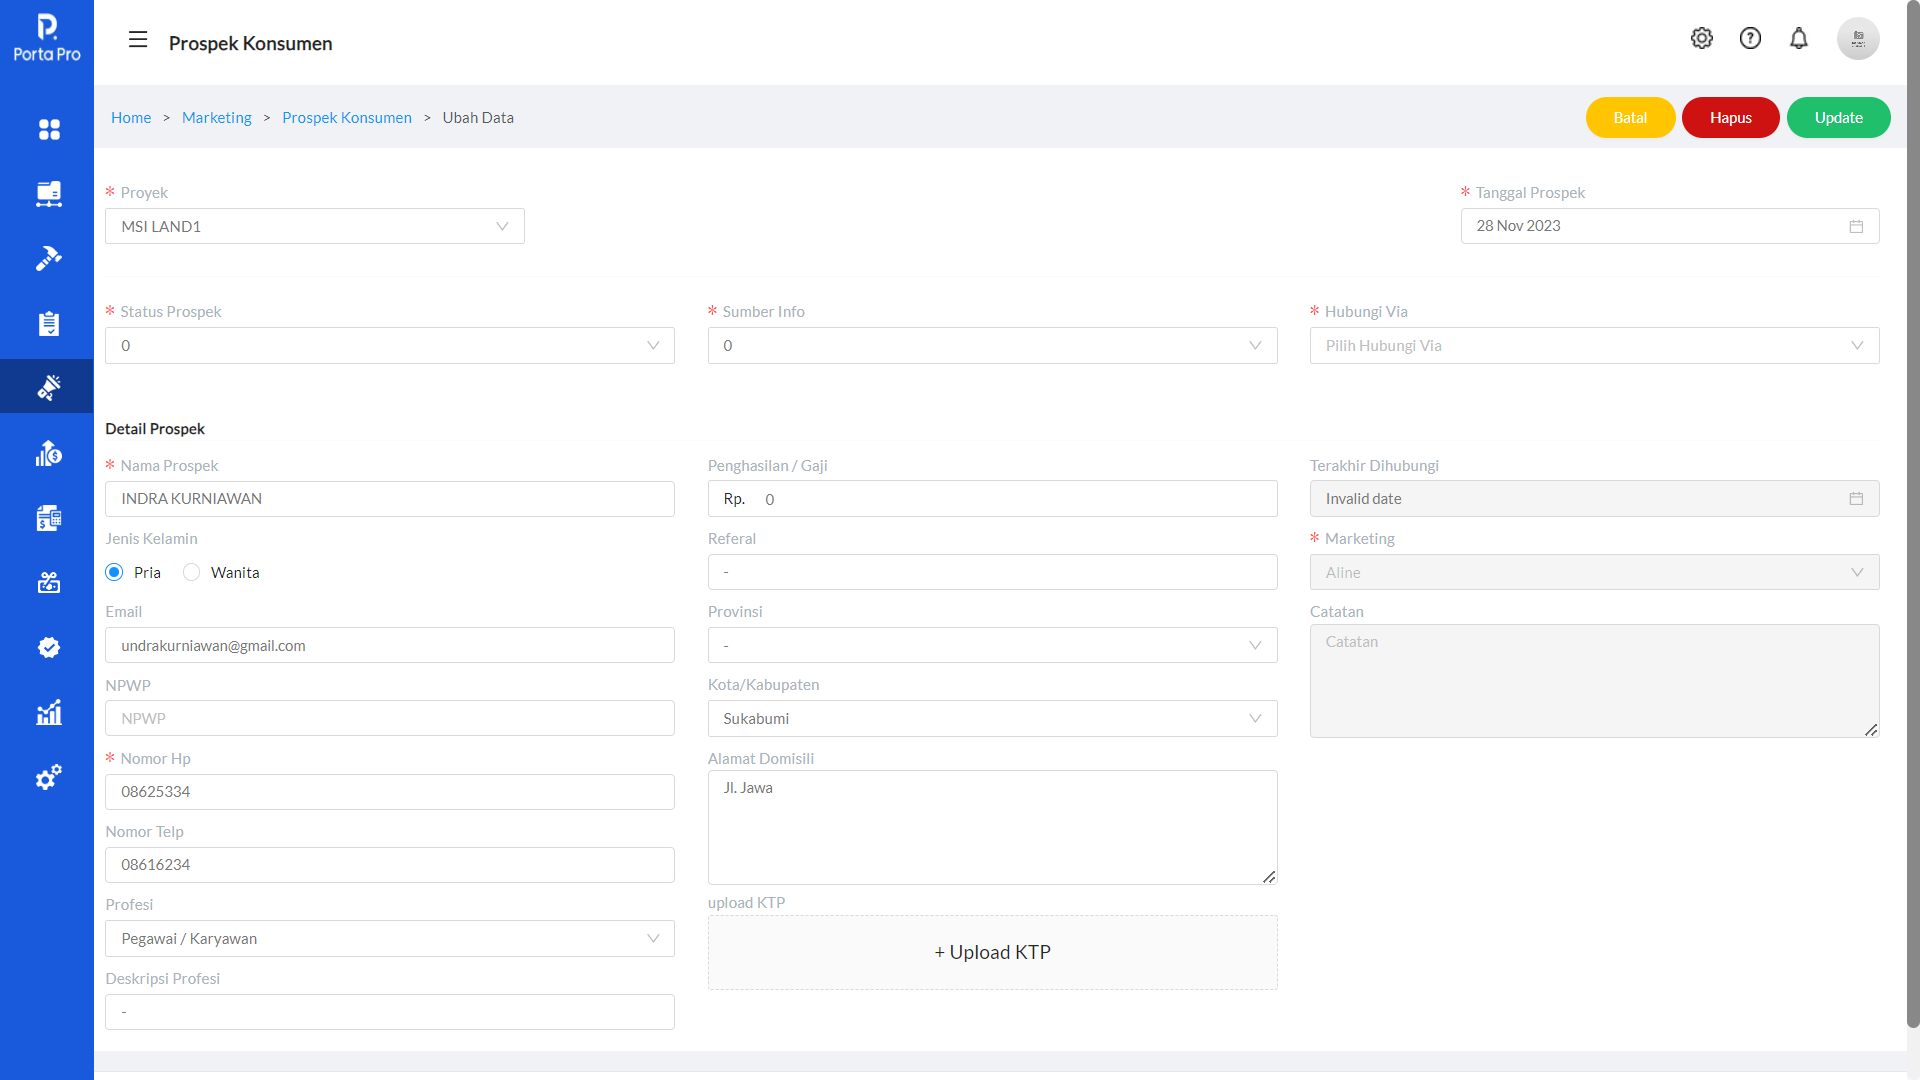 Porta Pro
Prospek Konsumen
Home > Marketing > Prospek Konsumen > Ubah Data
Batal
Hapus
Update
* Proyek
MSI LAND1
* Tanggal Prospek
28 Nov 2023
* Status Prospek
0
* Sumber Info
0
* Hubungi Via
Pilih Hubungi Via
Detail Prospek
* Nama Prospek
INDRA KURNIAWAN
Jenis Kelamin
Pria
Wanita
Email
undrakurniawan@gmail.com
NPWP
NPWP
* Nomor Hp
08625334
Nomor Telp
08616234
Profesi
Pegawai / Karyawan
Deskripsi Profesi
-
Penghasilan / Gaji
Rp. 0
Referal
-
Provinsi
-
Kota/Kabupaten
Sukabumi
Alamat Domisili
Jl. Jawa
upload KTP
+ Upload KTP
Terakhir Dihubungi
Invalid date
* Marketing
Aline
Catatan
Catatan